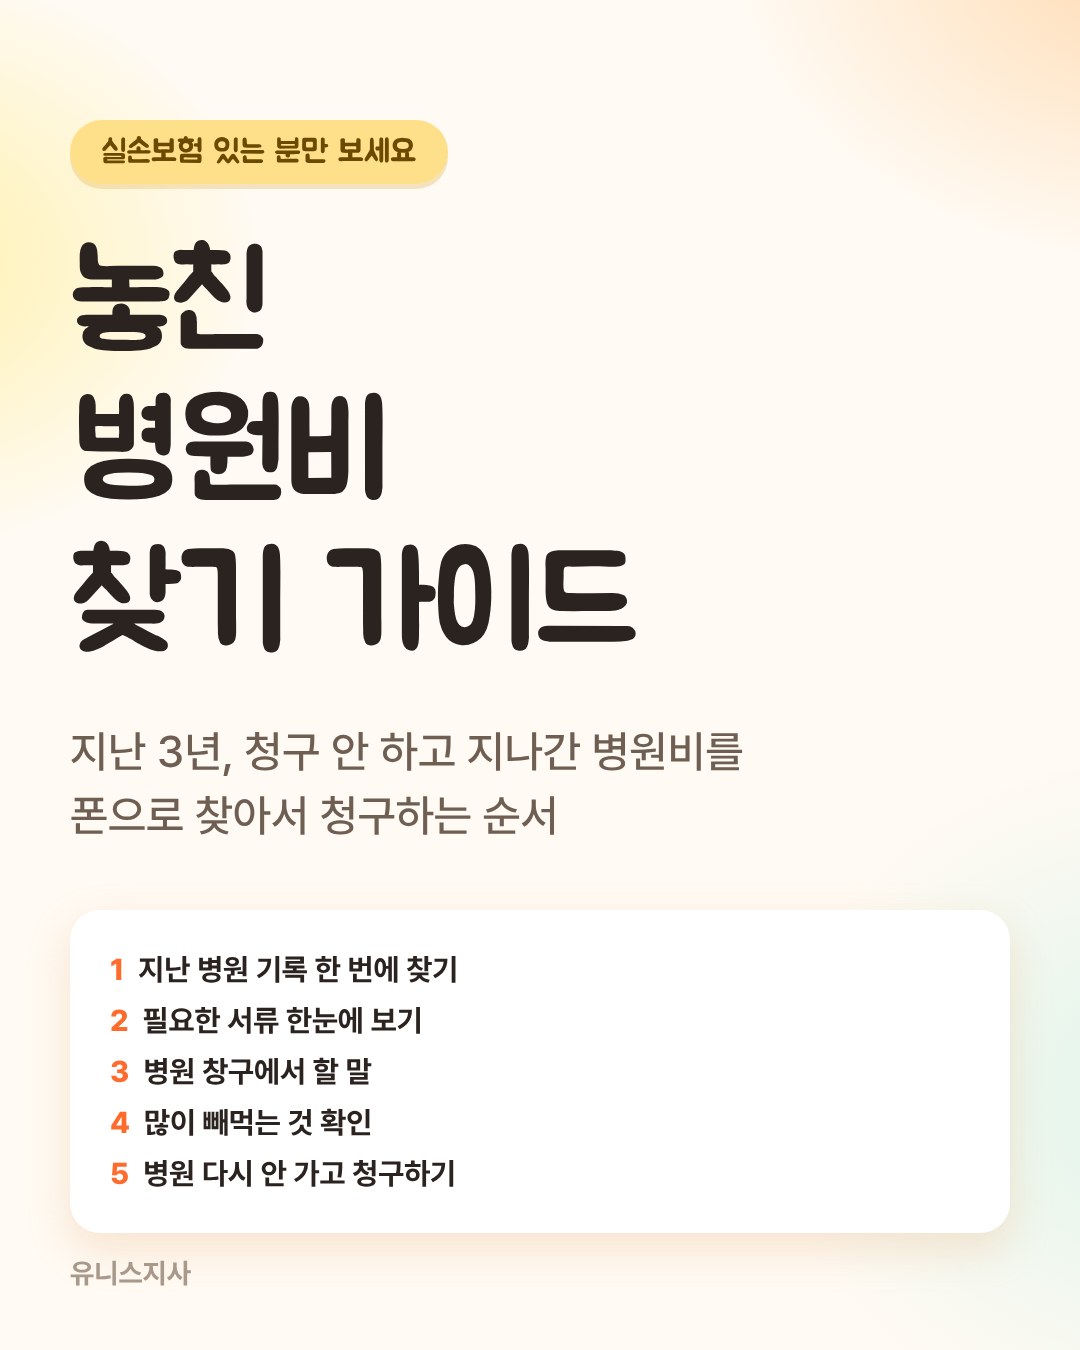 실손보험 있는 분만 보세요
놓친
병원비
찾기 가이드
지난 3년, 청구 안 하고 지나간 병원비를
폰으로 찾아서 청구하는 순서
1 지난 병원 기록 한 번에 찾기
2 필요한 서류 한눈에 보기
3 병원 창구에서 할 말
4 많이 빼먹는 것 확인
5 병원 다시 안 가고 청구하기
유니스지사